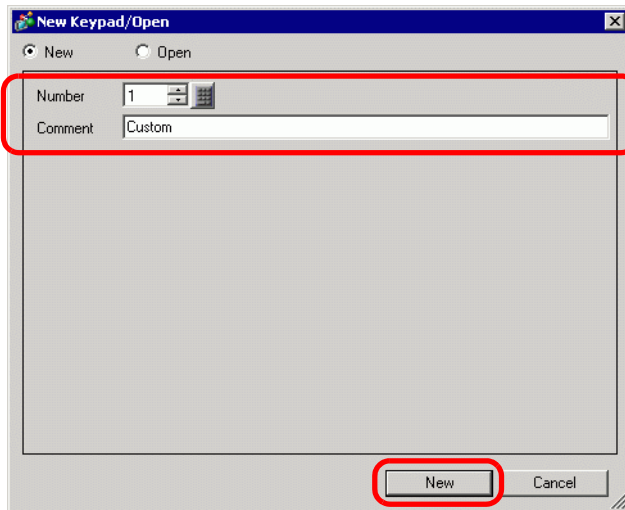 New Keypad/Open
New Open
Number 1
Comment Custom
New Cancel